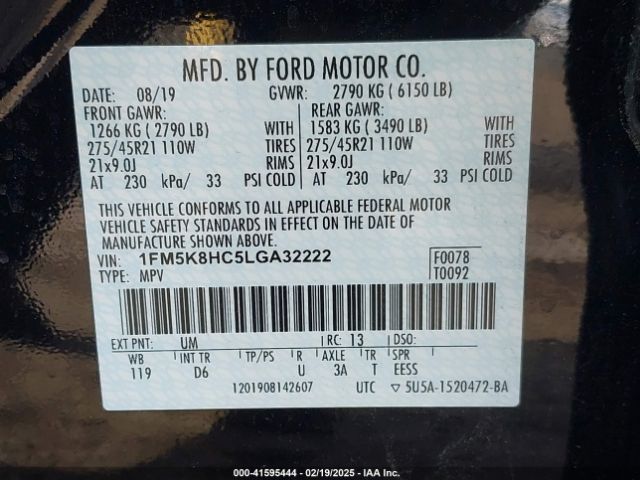 MFD. BY FORD MOTOR CO.
DATE: 08/19 GVWR: 2790 KG ( 6150 LB)
FRONT GAWR: REAR GAWR:
1266 KG ( 2790 LB) WITH 1583 KG ( 3490 LB) WITH
275/45R21 110W TIRES 275/45R21 110W TIRES
21x9.0J RIMS 21x9.0J RIMS
AT 230 kPa/ 33 PSI COLD AT 230 kPa/ 33 PSI COLD
THIS VEHICLE CONFORMS TO ALL APPLICABLE FEDERAL MOTOR
VEHICLE SAFETY STANDARDS IN EFFECT ON THE DATE OF
MANUFACTURE SHOWN ABOVE.
VIN: 1FM5K8HC5LGA32222 F0078
TYPE: MPV T0092
EXT PNT: UM RC: 13 DSO:
WB INT TR TP/PS R AXLE TR SPR
119 D6 U 3A T EESS
1201908142607 UTC ▽ 5U5A-1520472-BA
000-41595444 - 02/19/2025 - IAA Inc.